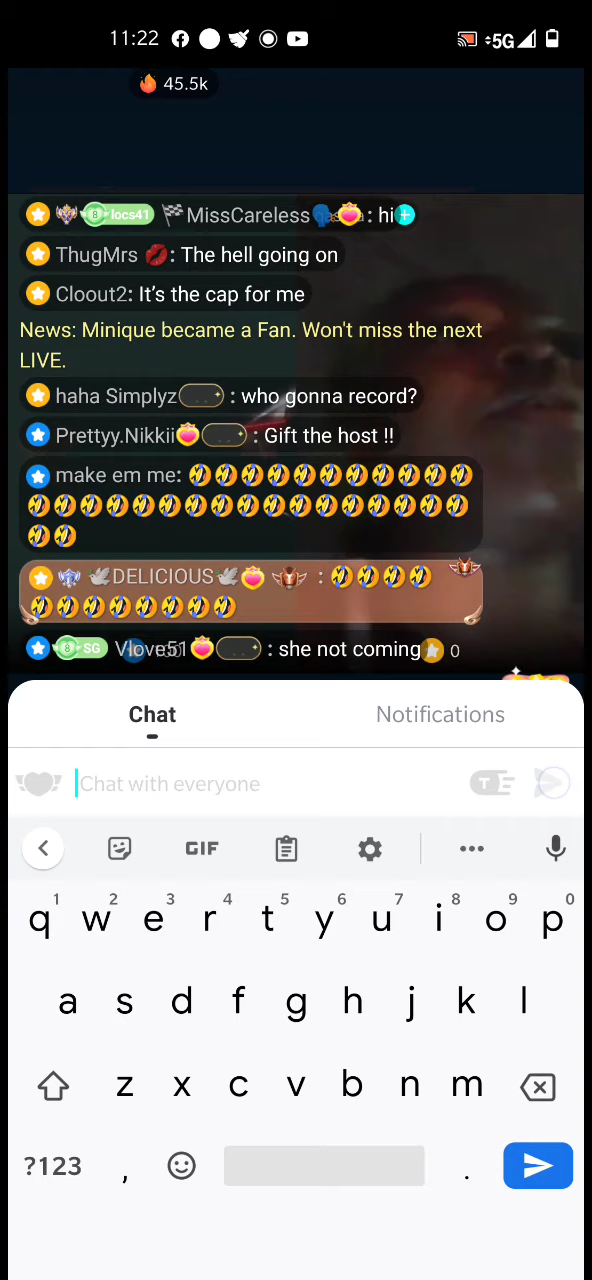 11:22 5G
45.5k
8 locs41 MissCareless : hi
ThugMrs : The hell going on
Cloout2: It's the cap for me
News: Minique became a Fan. Won't miss the next
LIVE.
haha Simplyz : who gonna record?
Prettyy.Nikkii : Gift the host !!
make em me: 🤣🤣🤣🤣🤣🤣🤣🤣🤣🤣🤣
🤣🤣🤣🤣🤣🤣🤣🤣🤣🤣🤣🤣🤣🤣🤣🤣🤣
🤣🤣
🕊DELICIOUS🕊 : 🤣🤣🤣🤣
🤣🤣🤣🤣🤣🤣🤣🤣
8 SG Vlove51 : she not coming 0
Chat Notifications
Chat with everyone T
GIF
1 2 3 4 5 6 7 8 9 0
q w e r t y u i o p
a s d f g h j k l
z x c v b n m
?123 , .